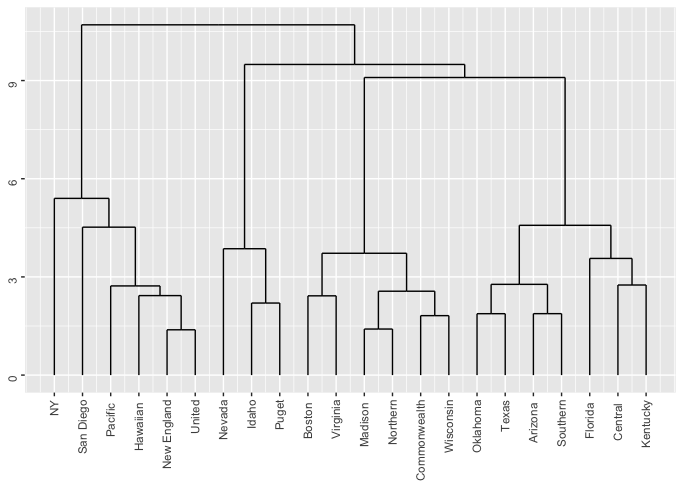 9
6
3
0
NY
San Diego
Pacific
Hawaiian
New England
United
Nevada
Idaho
Puget
Boston
Virginia
Madison
Northern
Commonwealth
Wisconsin
Oklahoma
Texas
Arizona
Southern
Florida
Central
Kentucky